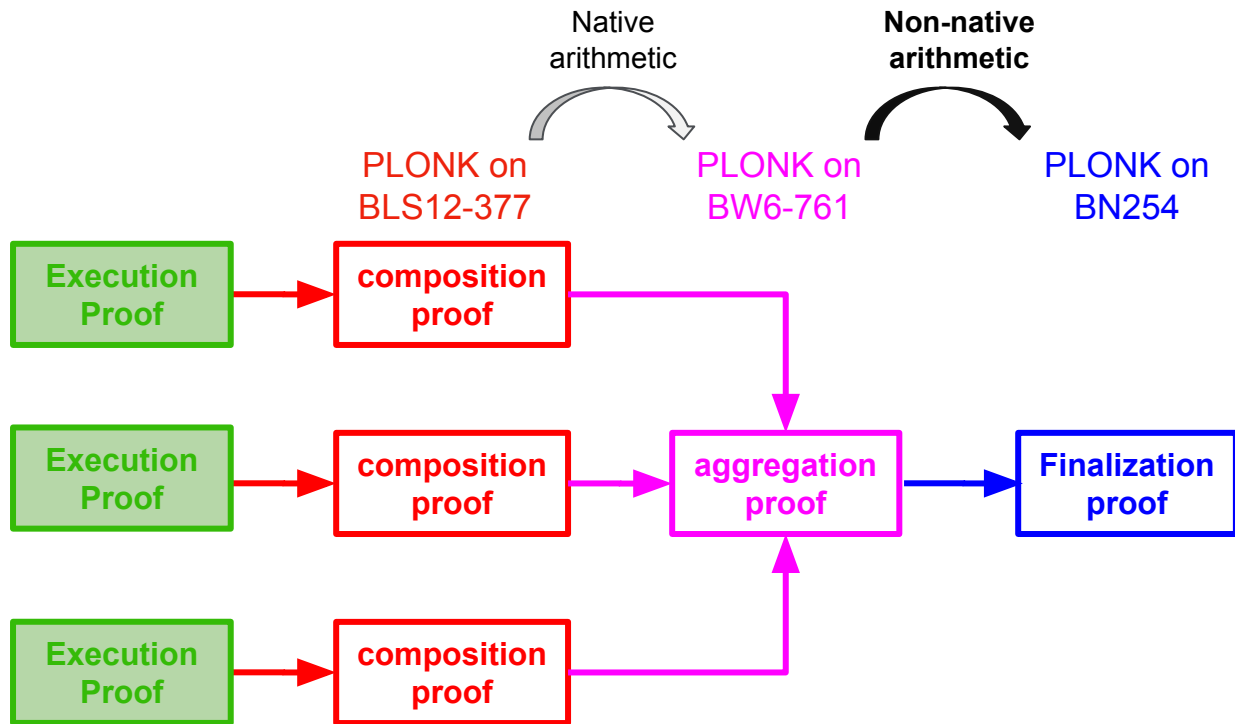 Native
arithmetic
Non-native
arithmetic
PLONK on
BLS12-377
PLONK on
BW6-761
PLONK on
BN254
Execution
Proof
composition
proof
Execution
Proof
composition
proof
aggregation
proof
Finalization
proof
Execution
Proof
composition
proof